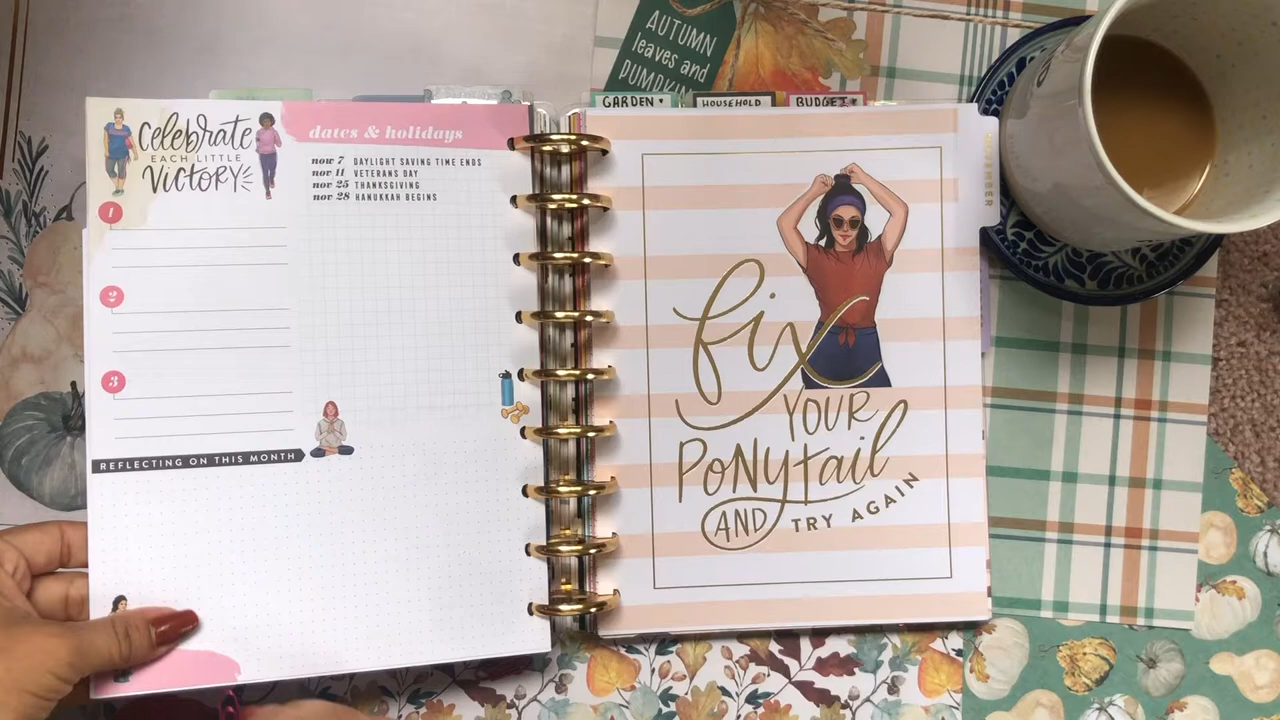 AUTUMN
leaves and
PUMPKIN
GARDEN
HOUSEHOLD
BUDGET
celebrate
EACH LITTLE
VICTORY
dates & holidays
nov 7 DAYLIGHT SAVING TIME ENDS
nov 11 VETERANS DAY
nov 25 THANKSGIVING
nov 28 HANUKKAH BEGINS
1
2
3
REFLECTING ON THIS MONTH
fix
YOUR
PONytail
AND TRY AGAIN